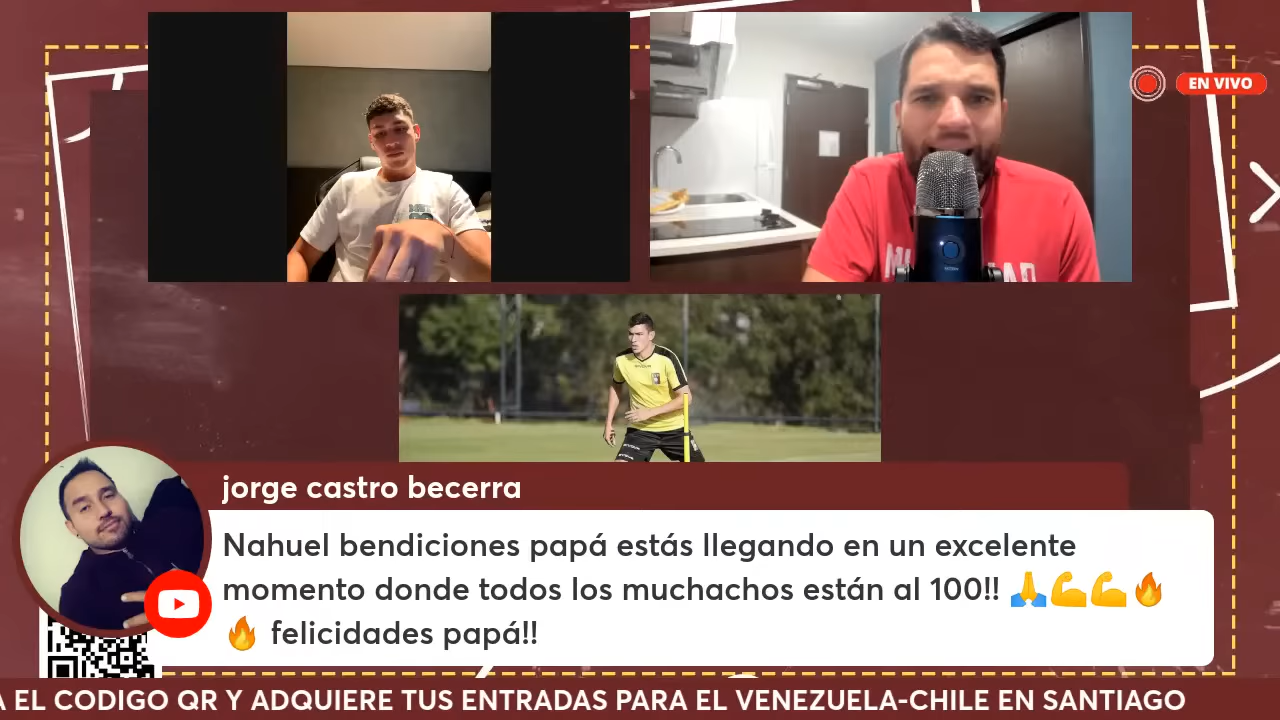 EN VIVO
jorge castro becerra
Nahuel bendiciones papá estás llegando en un excelente
momento donde todos los muchachos están al 100!! 🙏💪💪🔥
🔥 felicidades papá!!
EL CODIGO QR Y ADQUIERE TUS ENTRADAS PARA EL VENEZUELA-CHILE EN SANTIAGO